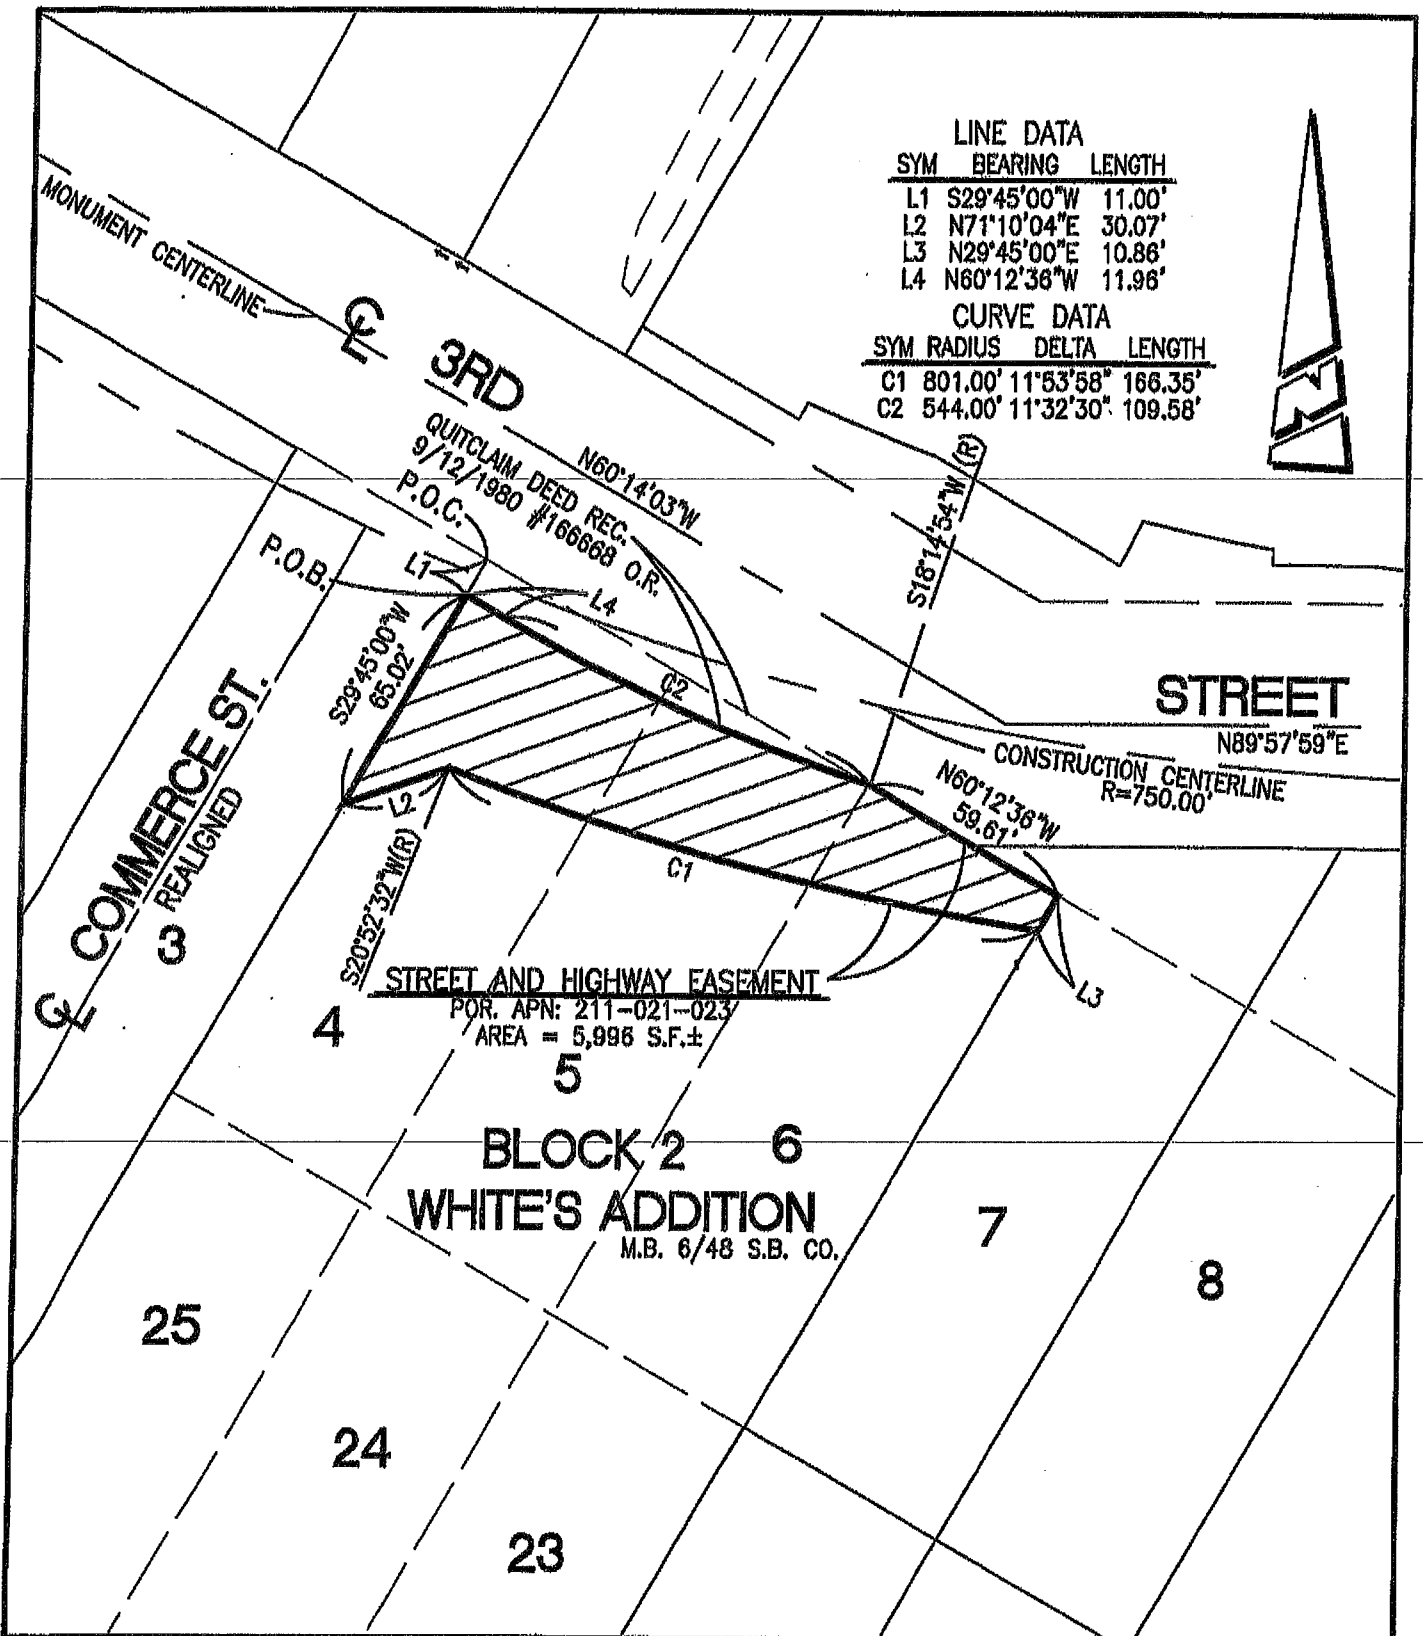 LINE DATA
SYM BEARING LENGTH
L1 S29°45'00"W 11.00'
L2 N71°10'04"E 30.07'
L3 N29°45'00"E 10.86'
L4 N60°12'36"W 11.96'
CURVE DATA
SYM RADIUS DELTA LENGTH
C1 801.00' 11°53'58" 166.35'
C2 544.00' 11°32'30" 109.58'
MONUMENT CENTERLINE
CL
3RD
N60°14'03"W
QUITCLAIM DEED REC.
9/12/1980 #166668 O.R.
P.O.C.
P.O.B.
L1
L4
S18°14'54"W (R)
S29°45'00"W
65.02'
C2
STREET
N89°57'59"E
CONSTRUCTION CENTERLINE
R=750.00'
N60°12'36"W
59.61'
COMMERCE ST.
REALIGNED
CL
3
L2
C1
S20°52'32"W(R)
L3
STREET AND HIGHWAY EASEMENT
POR. APN: 211-021-023
AREA = 5,996 S.F.±
4
5
BLOCK 2
6
WHITE'S ADDITION
M.B. 6/48 S.B. CO.
7
8
25
24
23
N